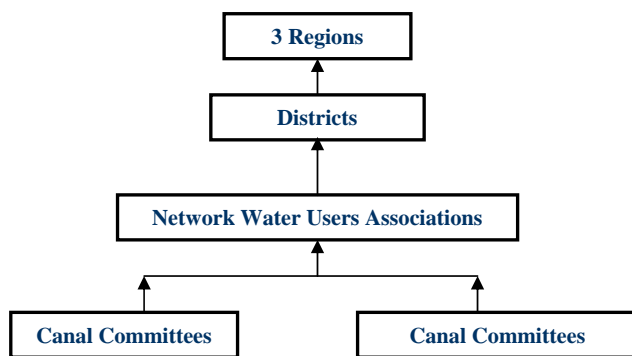 3 Regions
Districts
Network Water Users Associations
Canal Committees
Canal Committees